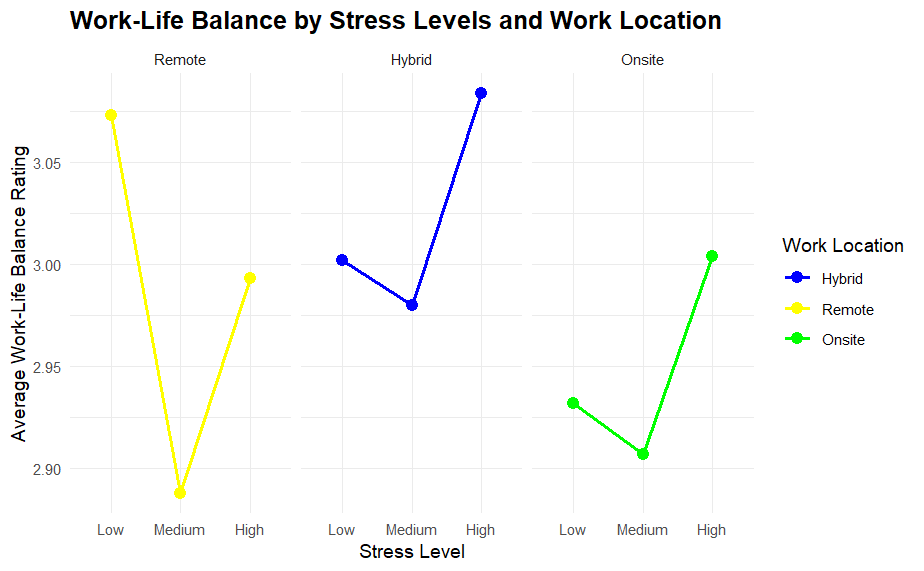 Work-Life Balance by Stress Levels and Work Location
Remote
Hybrid
Onsite
Average Work-Life Balance Rating
3.05
3.00
2.95
2.90
Low Medium High
Low Medium High
Low Medium High
Stress Level
Work Location
Hybrid
Remote
Onsite